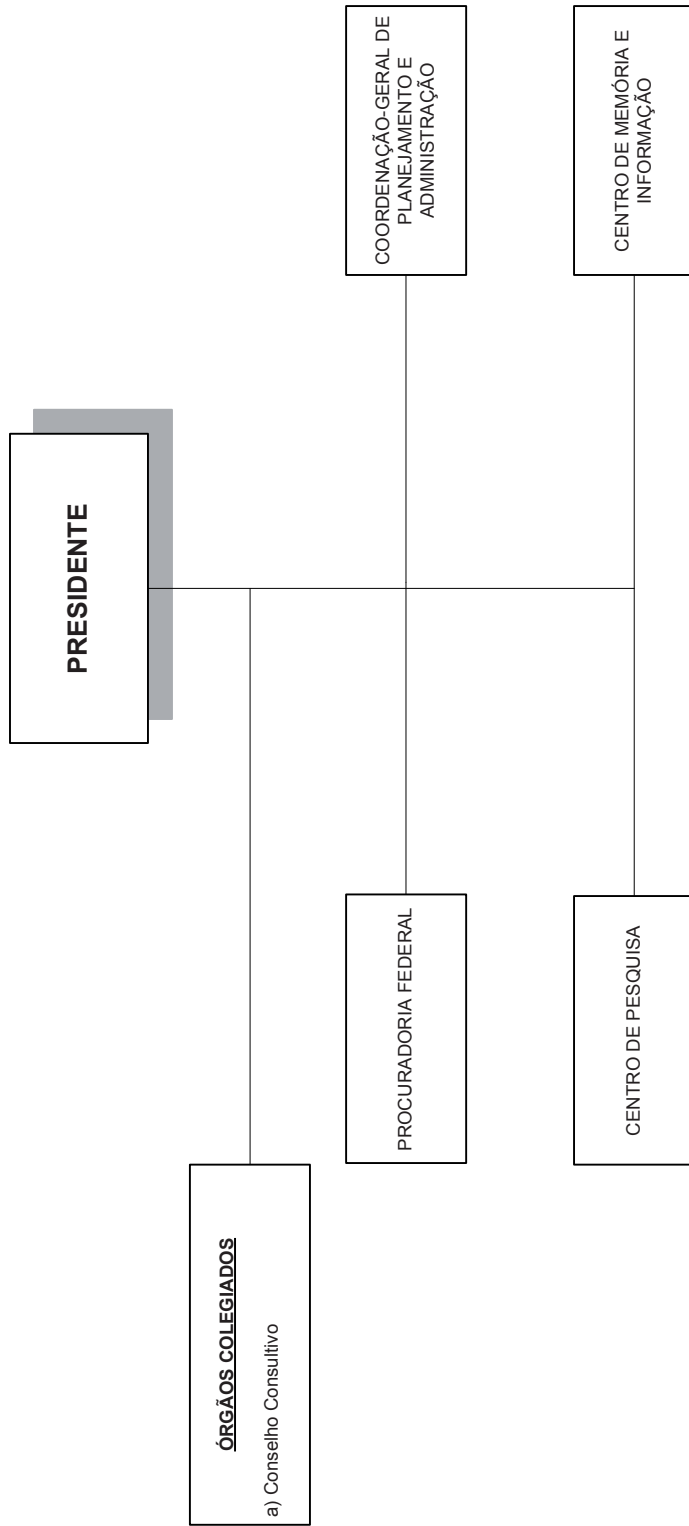 PRESIDENTE
ÓRGÃOS COLEGIADOS
a) Conselho Consultivo
PROCURADORIA FEDERAL
COORDENAÇÃO-GERAL DE
PLANEJAMENTO E
ADMINISTRAÇÃO
CENTRO DE PESQUISA
CENTRO DE MEMÓRIA E
INFORMAÇÃO